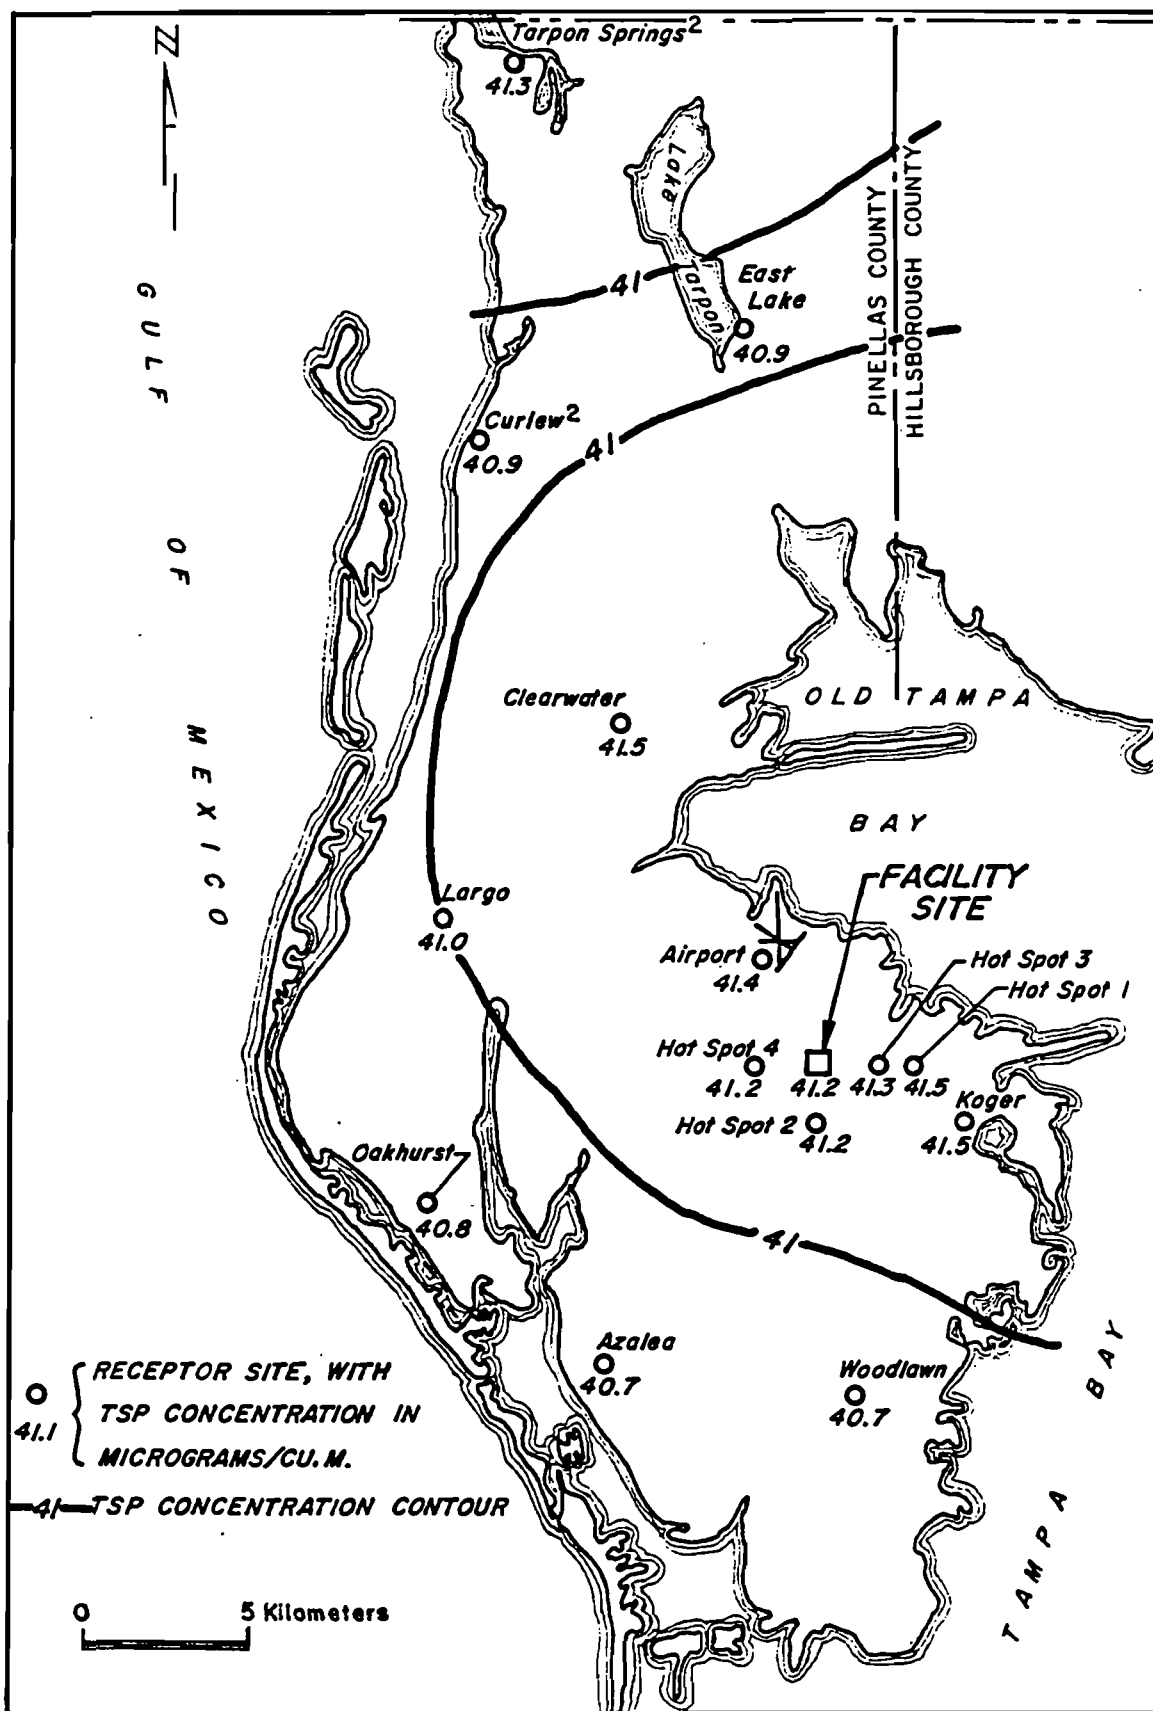 N
Tarpon Springs2
41.3
Lake
Tarpon
PINELLAS COUNTY
HILLSBOROUGH COUNTY
41
East
Lake
40.9
GULF
OF
MEXICO
Curlew2
40.9
41
Clearwater
41.5
OLD TAMPA
BAY
FACILITY
SITE
Largo
41.0
Airport
41.4
Hot Spot 3
Hot Spot 1
Hot Spot 4
41.2
41.2
41.3
41.5
Hot Spot 2
41.2
Koger
41.5
Oakhurst
40.8
41
Azalea
40.7
Woodlawn
40.7
TAMPA BAY
41.1
RECEPTOR SITE, WITH
TSP CONCENTRATION IN
MICROGRAMS/CU. M.
41 TSP CONCENTRATION CONTOUR
0 5 Kilometers